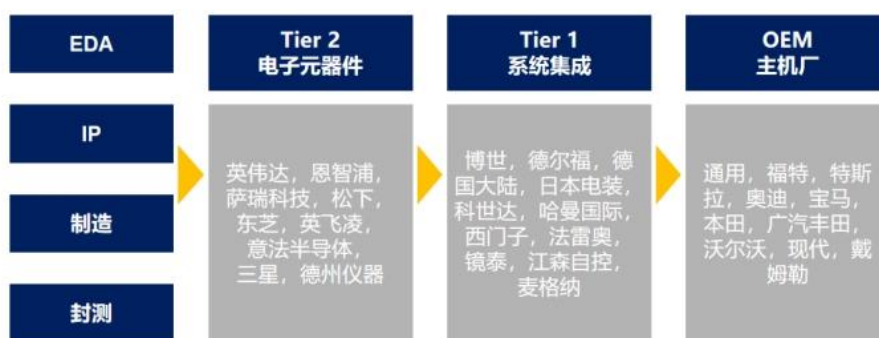 EDA
IP
制造
封测
Tier 2
电子元器件
英伟达，恩智浦，
萨瑞科技，松下，
东芝，英飞凌，
意法半导体，
三星，德州仪器
Tier 1
系统集成
博世，德尔福，德
国大陆，日本电装，
科世达，哈曼国际，
西门子，法雷奥，
镜泰，江森自控，
麦格纳
OEM
主机厂
通用，福特，特斯
拉，奥迪，宝马，
本田，广汽丰田，
沃尔沃，现代，戴
姆勒